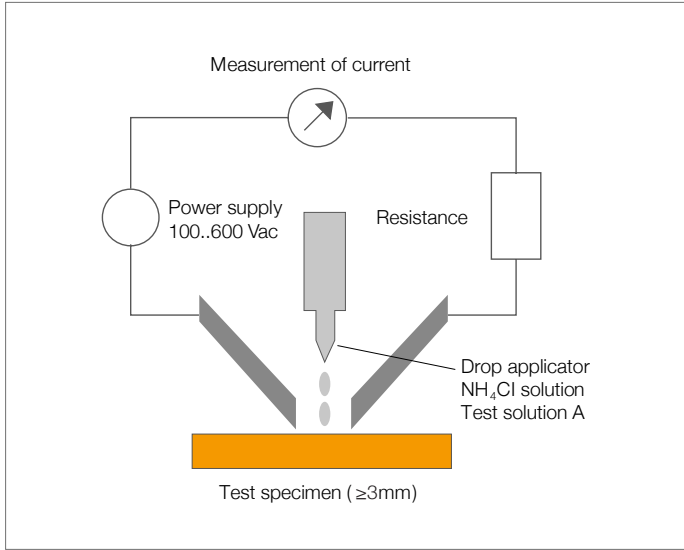 Measurement of current
Power supply
100..600 Vac
Resistance
Drop applicator
NH₄Cl solution
Test solution A
Test specimen (≥3mm)